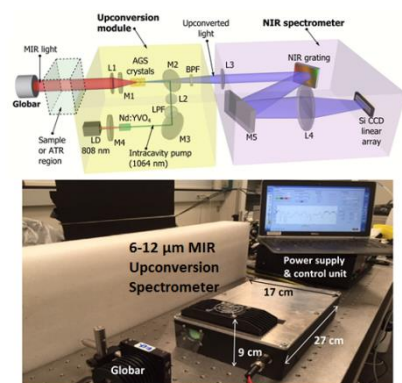 Upconversion
module
Upconverted
light
NIR spectrometer
MIR light
L1
AGS
crystals
M2
BPF
L3
NIR grating
M1
Globar
LPF
L2
Nd:YVO₄
Sample
or ATR
region
LD
808 nm
M4
Intracavity pump
(1064 nm)
M3
M5
L4
Si CCD
linear
array
6-12 µm MIR
Upconversion
Spectrometer
Power supply
& control unit
17 cm
27 cm
9 cm
Globar